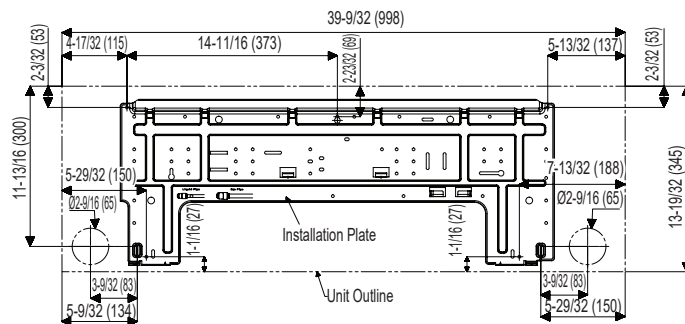 39-9/32 (998)
4-17/32 (115)
14-11/16 (373)
2-23/32 (69)
5-13/32 (137)
2-3/32 (53)
2-3/32 (53)
11-13/16 (300)
5-29/32 (150)
7-13/32 (188)
13-19/32 (345)
Liquid Pipe
Gas Pipe
Ø2-9/16 (65)
Ø2-9/16 (65)
1-1/16 (27)
Installation Plate
1-1/16 (27)
3-9/32 (83)
Unit Outline
3-9/32 (83)
5-9/32 (134)
5-29/32 (150)